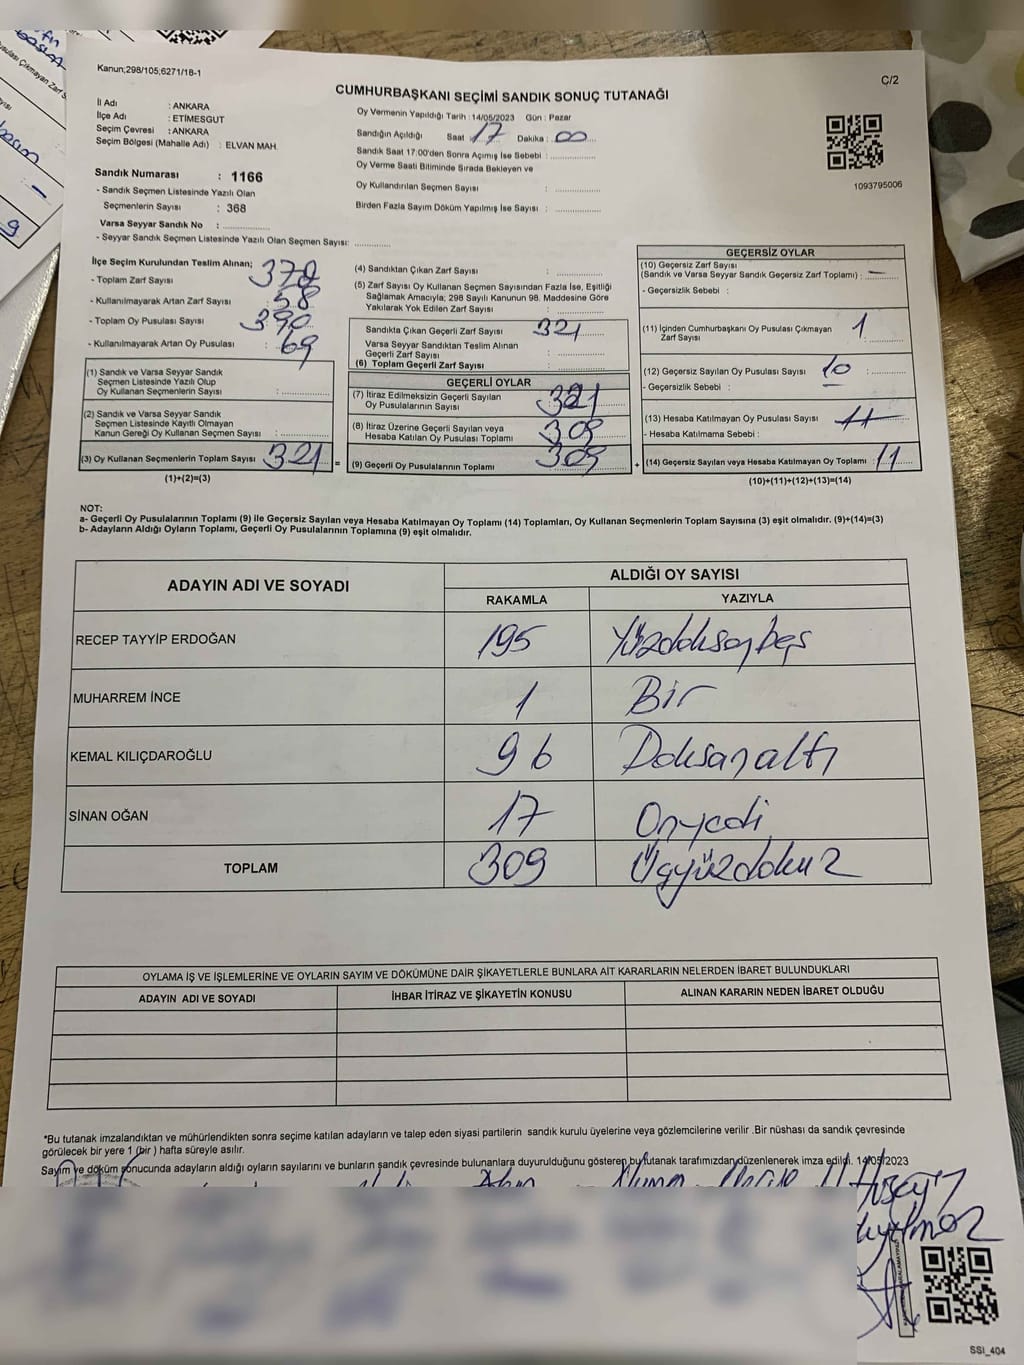 Kanun;298/105;6271/18-1
C/2
CUMHURBAŞKANI SEÇİMİ SANDIK SONUÇ TUTANAĞI
İl Adı : ANKARA
İlçe Adı : ETİMESGUT
Seçim Çevresi : ANKARA
Seçim Bölgesi (Mahalle Adı) : ELVAN MAH.
Oy Vermenin Yapıldığı Tarih :14/05/2023 Gün : Pazar
Sandığın Açıldığı Saat : 17 Dakika : 00
Sandık Saat 17:00'den Sonra Açımış İse Sebebi :
Oy Verme Saati Bitiminde Sırada Bekleyen ve
Oy Kullandırılan Seçmen Sayısı :
Birden Fazla Sayım Döküm Yapılmış İse Sayısı :
1093795006
Sandık Numarası : 1166
- Sandık Seçmen Listesinde Yazılı Olan
Seçmenlerin Sayısı : 368
Varsa Seyyar Sandık No :
- Seyyar Sandık Seçmen Listesinde Yazılı Olan Seçmen Sayısı:
İlçe Seçim Kurulundan Teslim Alınan;
- Toplam Zarf Sayısı
- Kullanılmayarak Artan Zarf Sayısı : 58
- Toplam Oy Pusulası Sayısı : 390
- Kullanılmayarak Artan Oy Pusulası : 69
(1) Sandık ve Varsa Seyyar Sandık
Seçmen Listesinde Yazılı Olup
Oy Kullanan Seçmenlerin Sayısı :
(2) Sandık ve Varsa Seyyar Sandık
Seçmen Listesinde Kayıtlı Olmayan
Kanun Gereği Oy Kullanan Seçmen Sayısı :
(3) Oy Kullanan Seçmenlerin Toplam Sayısı 321 =
(1)+(2)=(3)
(4) Sandıktan Çıkan Zarf Sayısı :
(5) Zarf Sayısı Oy Kullanan Seçmen Sayısından Fazla İse, Eşitliği
Sağlamak Amacıyla; 298 Sayılı Kanunun 98. Maddesine Göre
Yakılarak Yok Edilen Zarf Sayısı :
Sandıkta Çıkan Geçerli Zarf Sayısı 321
Varsa Seyyar Sandıktan Teslim Alınan
Geçerli Zarf Sayısı :
(6) Toplam Geçerli Zarf Sayısı :
GEÇERLİ OYLAR
(7) İtiraz Edilmeksizin Geçerli Sayılan
Oy Pusulalarının Sayısı : 321
(8) İtiraz Üzerine Geçerli Sayılan veya
Hesaba Katılan Oy Pusulası Toplamı : 309
(9) Geçerli Oy Pusulalarının Toplamı 309 +
GEÇERSİZ OYLAR
(10) Geçersiz Zarf Sayısı
(Sandık ve Varsa Seyyar Sandık Geçersiz Zarf Toplamı) : —
- Geçersizlik Sebebi :
(11) İçinden Cumhurbaşkanı Oy Pusulası Çıkmayan
Zarf Sayısı 1
(12) Geçersiz Sayılan Oy Pusulası Sayısı 10
- Geçersizlik Sebebi :
(13) Hesaba Katılmayan Oy Pusulası Sayısı 11
- Hesaba Katılmama Sebebi :
(14) Geçersiz Sayılan veya Hesaba Katılmayan Oy Toplamı : 11
(10)+(11)+(12)+(13)=(14)
NOT:
a- Geçerli Oy Pusulalarının Toplamı (9) ile Geçersiz Sayılan veya Hesaba Katılmayan Oy Toplamı (14) Toplamları, Oy Kullanan Seçmenlerin Toplam Sayısına (3) eşit olmalıdır. (9)+(14)=(3)
b- Adayların Aldığı Oyların Toplamı, Geçerli Oy Pusulalarının Toplamına (9) eşit olmalıdır.
ADAYIN ADI VE SOYADI ALDIĞI OY SAYISI
RAKAMLA YAZIYLA
RECEP TAYYİP ERDOĞAN 195 Yüzdoksanbeş
MUHARREM İNCE 1 Bir
KEMAL KILIÇDAROĞLU 96 Doksanaltı
SİNAN OĞAN 17 Onyedi
TOPLAM 309 Üçyüzdokuz
OYLAMA İŞ VE İŞLEMLERİNE VE OYLARIN SAYIM VE DÖKÜMÜNE DAİR ŞİKAYETLERLE BUNLARA AİT KARARLARIN NELERDEN İBARET BULUNDUKLARI
ADAYIN ADI VE SOYADI İHBAR İTİRAZ VE ŞİKAYETİN KONUSU ALINAN KARARIN NEDEN İBARET OLDUĞU
*Bu tutanak imzalandıktan ve mühürlendikten sonra seçime katılan adayların ve talep eden siyasi partilerin sandık kurulu üyelerine veya gözlemcilerine verilir .Bir nüshası da sandık çevresinde
görülecek bir yere 1 (bir ) hafta süreyle asılır.
Sayım ve döküm sonucunda adayların aldığı oyların sayılarını ve bunların sandık çevresinde bulunanlara duyurulduğunu gösteren bu tutanak tarafımızdan düzenlenerek imza edildi. 14/05/2023
SSI_404